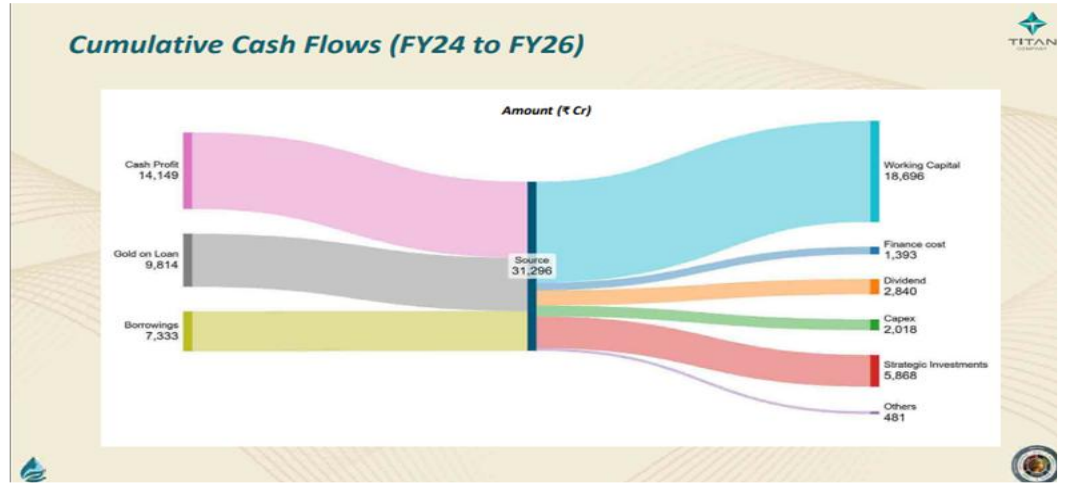 Cumulative Cash Flows (FY24 to FY26)
TITAN
COMPANY
Amount (₹ Cr)
Cash Profit
14,149
Gold on Loan
9,814
Borrowings
7,333
Source
31,296
Working Capital
18,696
Finance cost
1,393
Dividend
2,840
Capex
2,018
Strategic Investments
5,868
Others
481